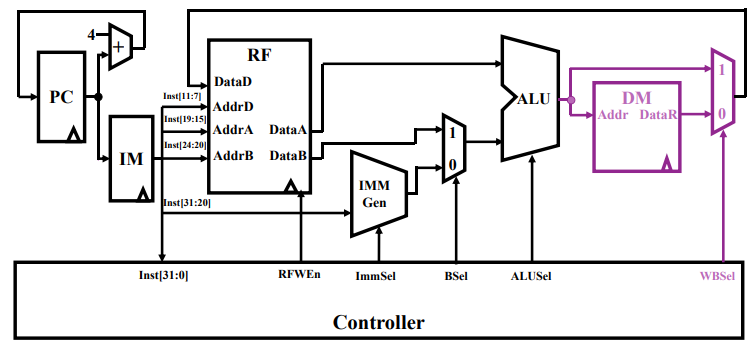 4
+
PC
IM
RF
DataD
Inst[11:7]
AddrD
Inst[19:15]
AddrA
DataA
Inst[24:20]
AddrB
DataB
Inst[31:20]
IMM
Gen
1
0
ALU
DM
Addr DataR
1
0
Inst[31:0]
RFWEn
ImmSel
BSel
ALUSel
WBSel
Controller